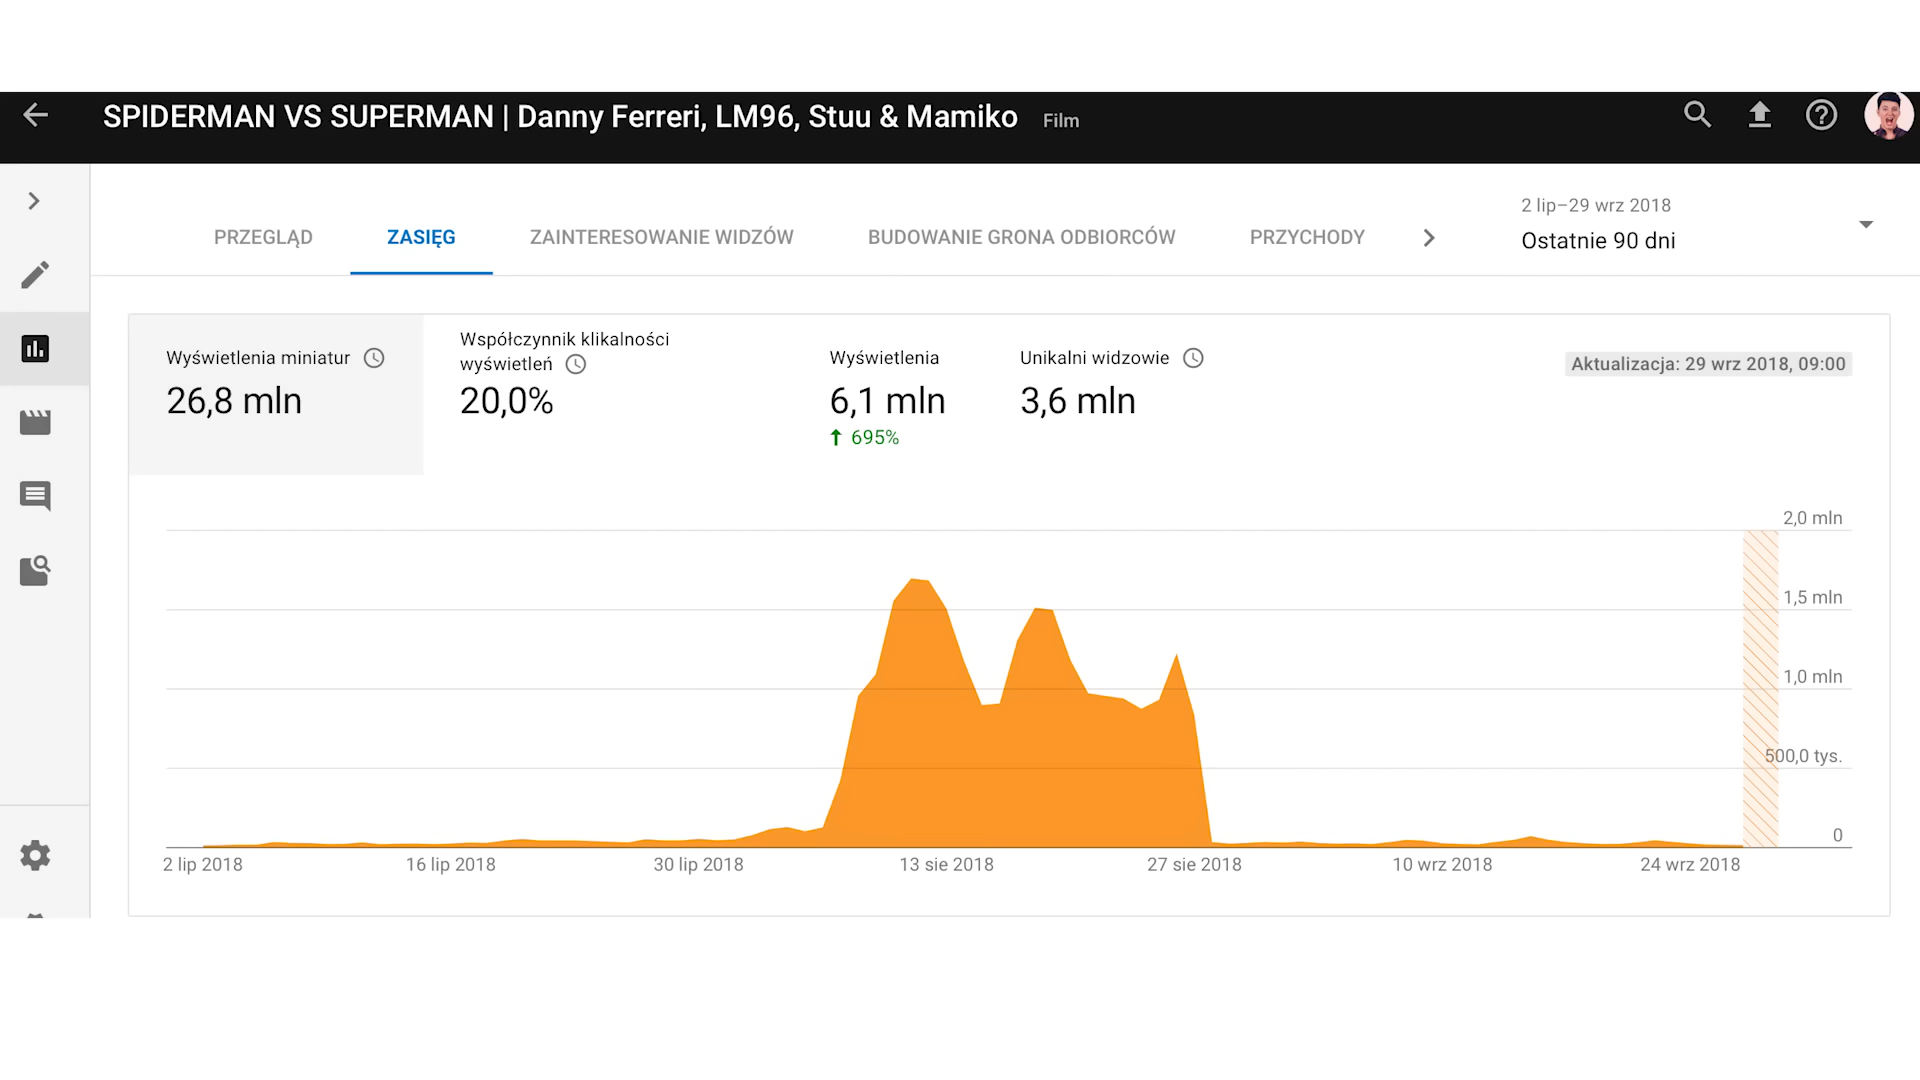 SPIDERMAN VS SUPERMAN | Danny Ferreri, LM96, Stuu & Mamiko Film
2 lip–29 wrz 2018
PRZEGLĄD ZASIĘG ZAINTERESOWANIE WIDZÓW BUDOWANIE GRONA ODBIORCÓW PRZYCHODY
Ostatnie 90 dni
Wyświetlenia miniatur
26,8 mln
Współczynnik klikalności
wyświetleń
20,0%
Wyświetlenia
6,1 mln
695%
Unikalni widzowie
3,6 mln
Aktualizacja: 29 wrz 2018, 09:00
2,0 mln
1,5 mln
1,0 mln
500,0 tys.
0
2 lip 2018 16 lip 2018 30 lip 2018 13 sie 2018 27 sie 2018 10 wrz 2018 24 wrz 2018